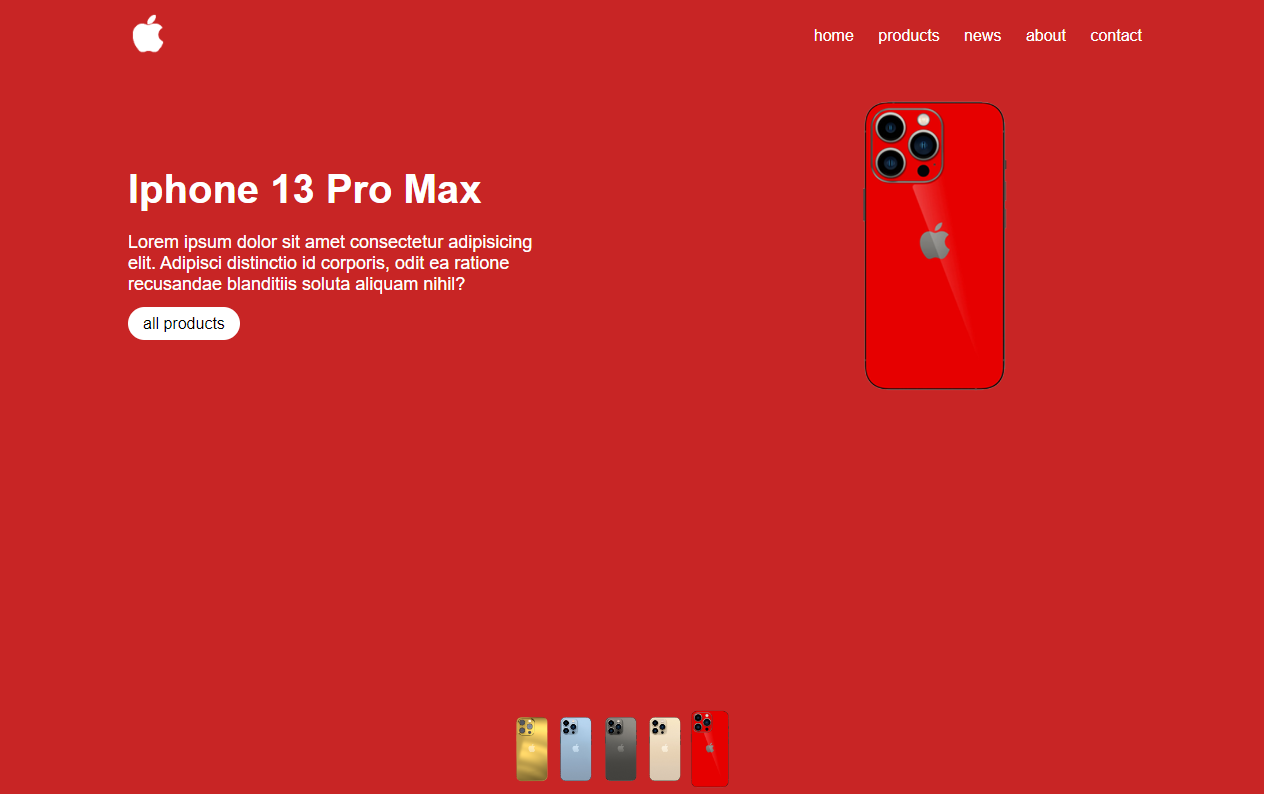 home products news about contact
Iphone 13 Pro Max
Lorem ipsum dolor sit amet consectetur adipisicing
elit. Adipisci distinctio id corporis, odit ea ratione
recusandae blanditiis soluta aliquam nihil?
all products